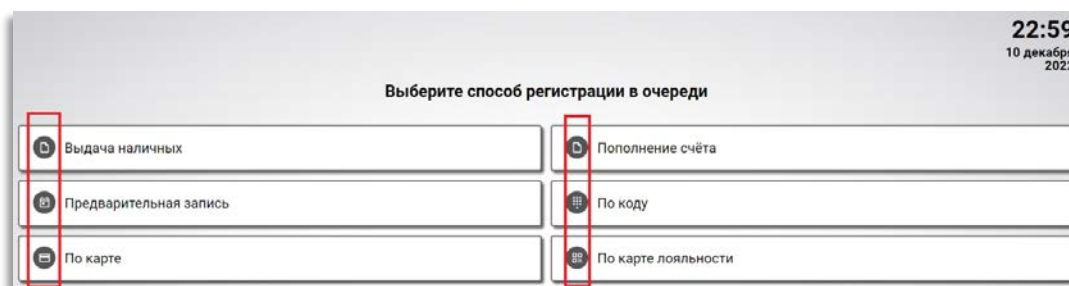 22:59
10 декабря
202
Выберите способ регистрации в очереди
Выдача наличных
Пополнение счёта
Предварительная запись
По коду
По карте
По карте лояльности